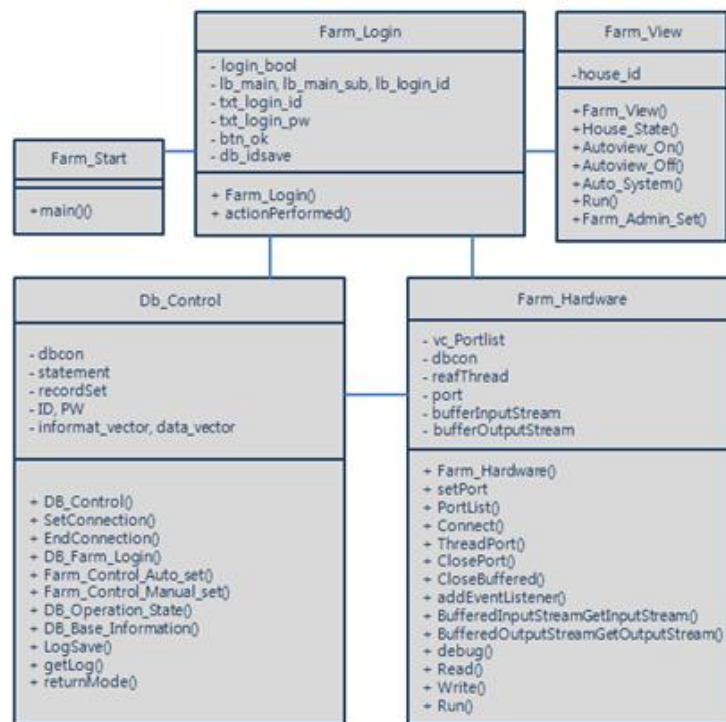 Farm_Login
- login_bool
- lb_main, lb_main_sub, lb_login_id
- txt_login_id
- txt_login_pw
- btn_ok
- db_idsave
+ Farm_Login()
+ actionPerformed()
Farm_View
-house_id
+Farm_View()
+House_State()
+Autoview_On()
+Autoview_Off()
+Auto_System()
+Run()
+Farm_Admin_Set()
Farm_Start
+main()()
Db_Control
- dbcon
- statement
- recordSet
- ID, PW
- informat_vector, data_vector
+ DB_Control()
+ SetConnection()
+ EndConnection()
+ DB_Farm_Login()
+ Farm_Control_Auto_set()
+ Farm_Control_Manual_set()
+ DB_Operation_State()
+ DB_Base_Information()
+ LogSave()
+ getLog()
+ returnMode()
Farm_Hardware
- vc_Portlist
- dbcon
- reafThread
- port
- bufferInputStream
- bufferOutputStream
+ Farm_Hardware()
+ setPort
+ PortList()
+ Connect()
+ ThreadPort()
+ ClosePort()
+ CloseBuffered()
+ addEventListener()
+ BufferedInputStreamGetInputStream()
+ BufferedOutputStreamGetOutputStream()
+ debug()
+ Read()
+ Write()
+ Run()